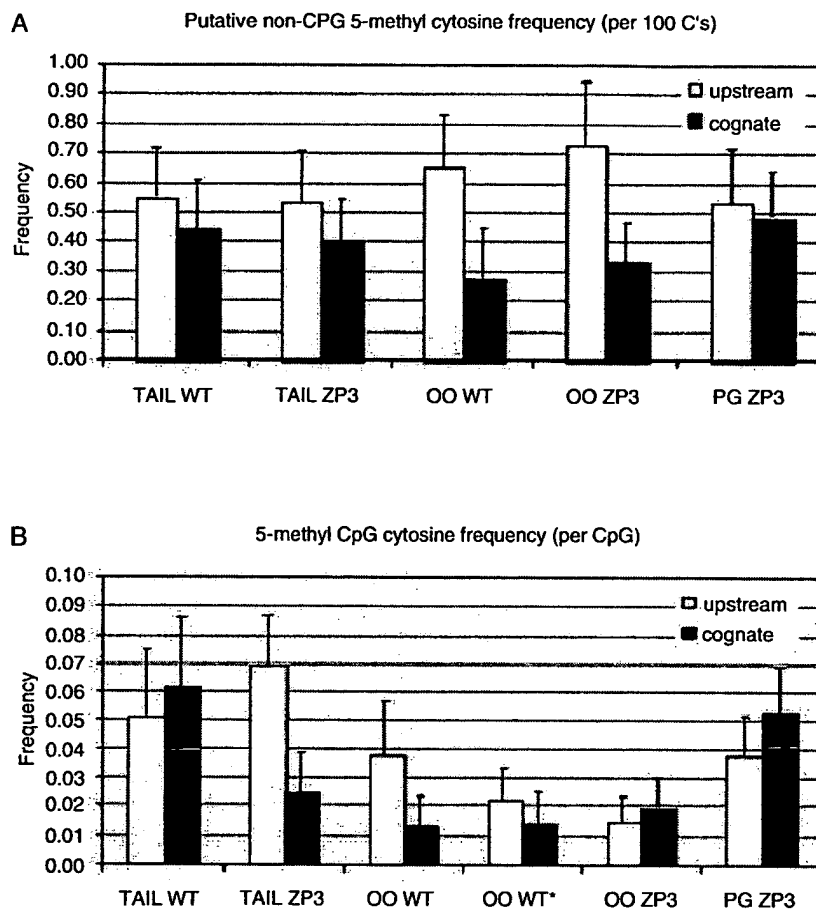 A
Putative non-CPG 5-methyl cytosine frequency (per 100 C's)
1.00
0.90
0.80
0.70
0.60
0.50
0.40
0.30
0.20
0.10
0.00
Frequency
upstream
cognate
TAIL WT
TAIL ZP3
OO WT
OO ZP3
PG ZP3
B
5-methyl CpG cytosine frequency (per CpG)
0.10
0.09
0.08
0.07
0.06
0.05
0.04
0.03
0.02
0.01
0.00
Frequency
upstream
cognate
TAIL WT
TAIL ZP3
OO WT
OO WT*
OO ZP3
PG ZP3